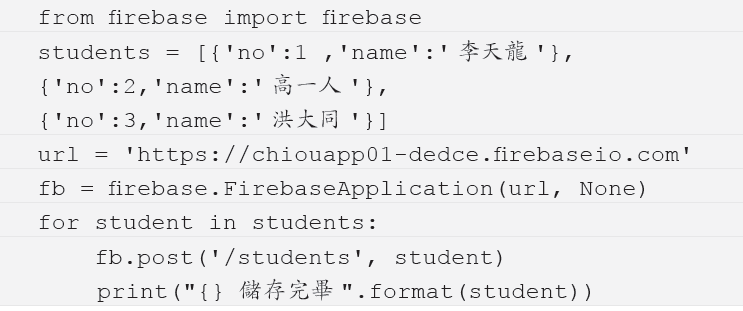 from firebase import firebase
students = [{'no':1 ,'name':' 李天龍 '},
{'no':2,'name':' 高一人 '},
{'no':3,'name':' 洪大同 '}]
url = 'https://chiouapp01-dedce.firebaseio.com'
fb = firebase.FirebaseApplication(url, None)
for student in students:
    fb.post('/students', student)
    print("{} 儲存完畢 ".format(student))